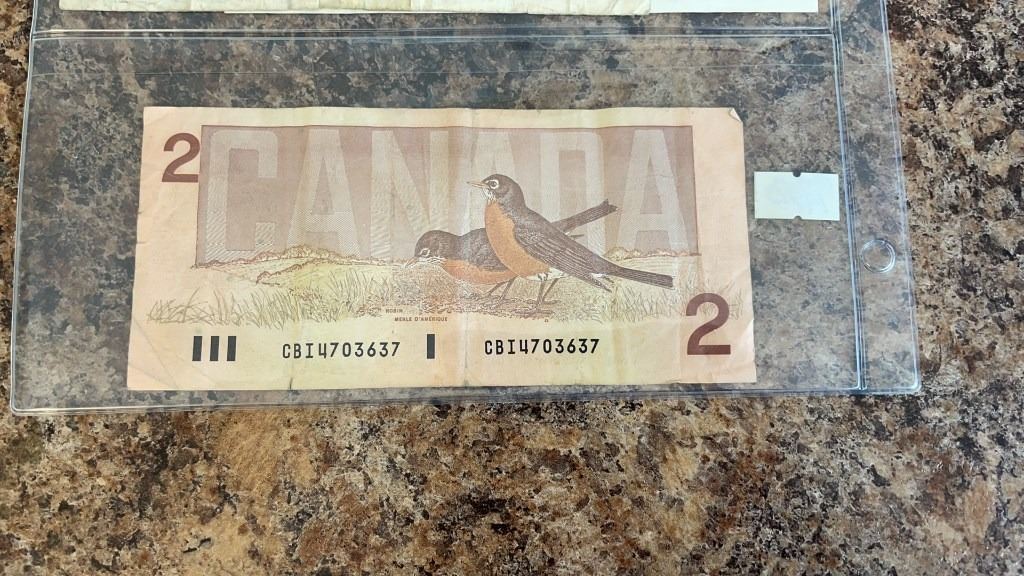 2
CANADA
ROBIN
MERLE D'AMÉRIQUE
2
CBI4703637 CBI4703637